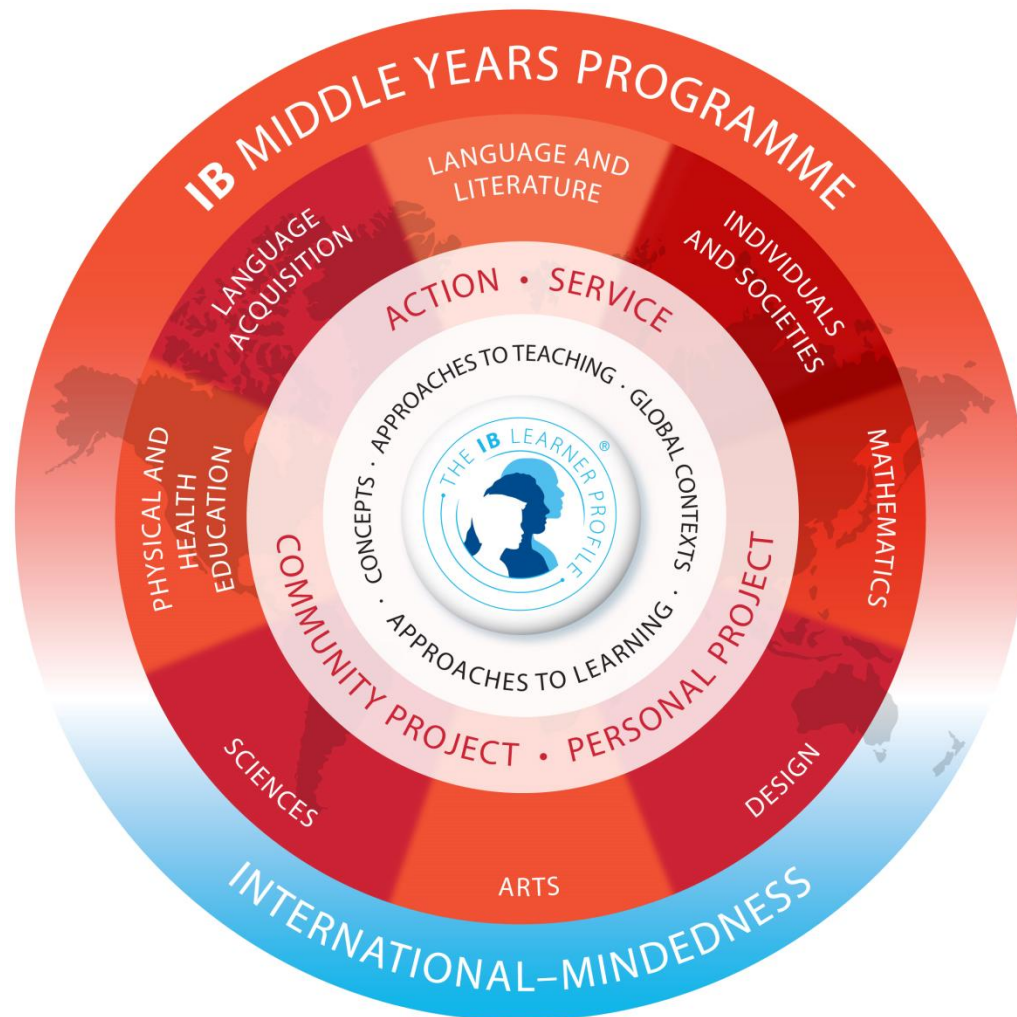 IB MIDDLE YEARS PROGRAMME
LANGUAGE AND
LITERATURE
INDIVIDUALS
AND SOCIETIES
MATHEMATICS
DESIGN
ARTS
SCIENCES
PHYSICAL AND
HEALTH
EDUCATION
LANGUAGE
ACQUISITION
ACTION · SERVICE
COMMUNITY PROJECT · PERSONAL PROJECT
APPROACHES TO TEACHING · GLOBAL CONTEXTS ·
APPROACHES TO LEARNING
· CONCEPTS ·
· THE IB LEARNER PROFILE ·®
INTERNATIONAL–MINDEDNESS